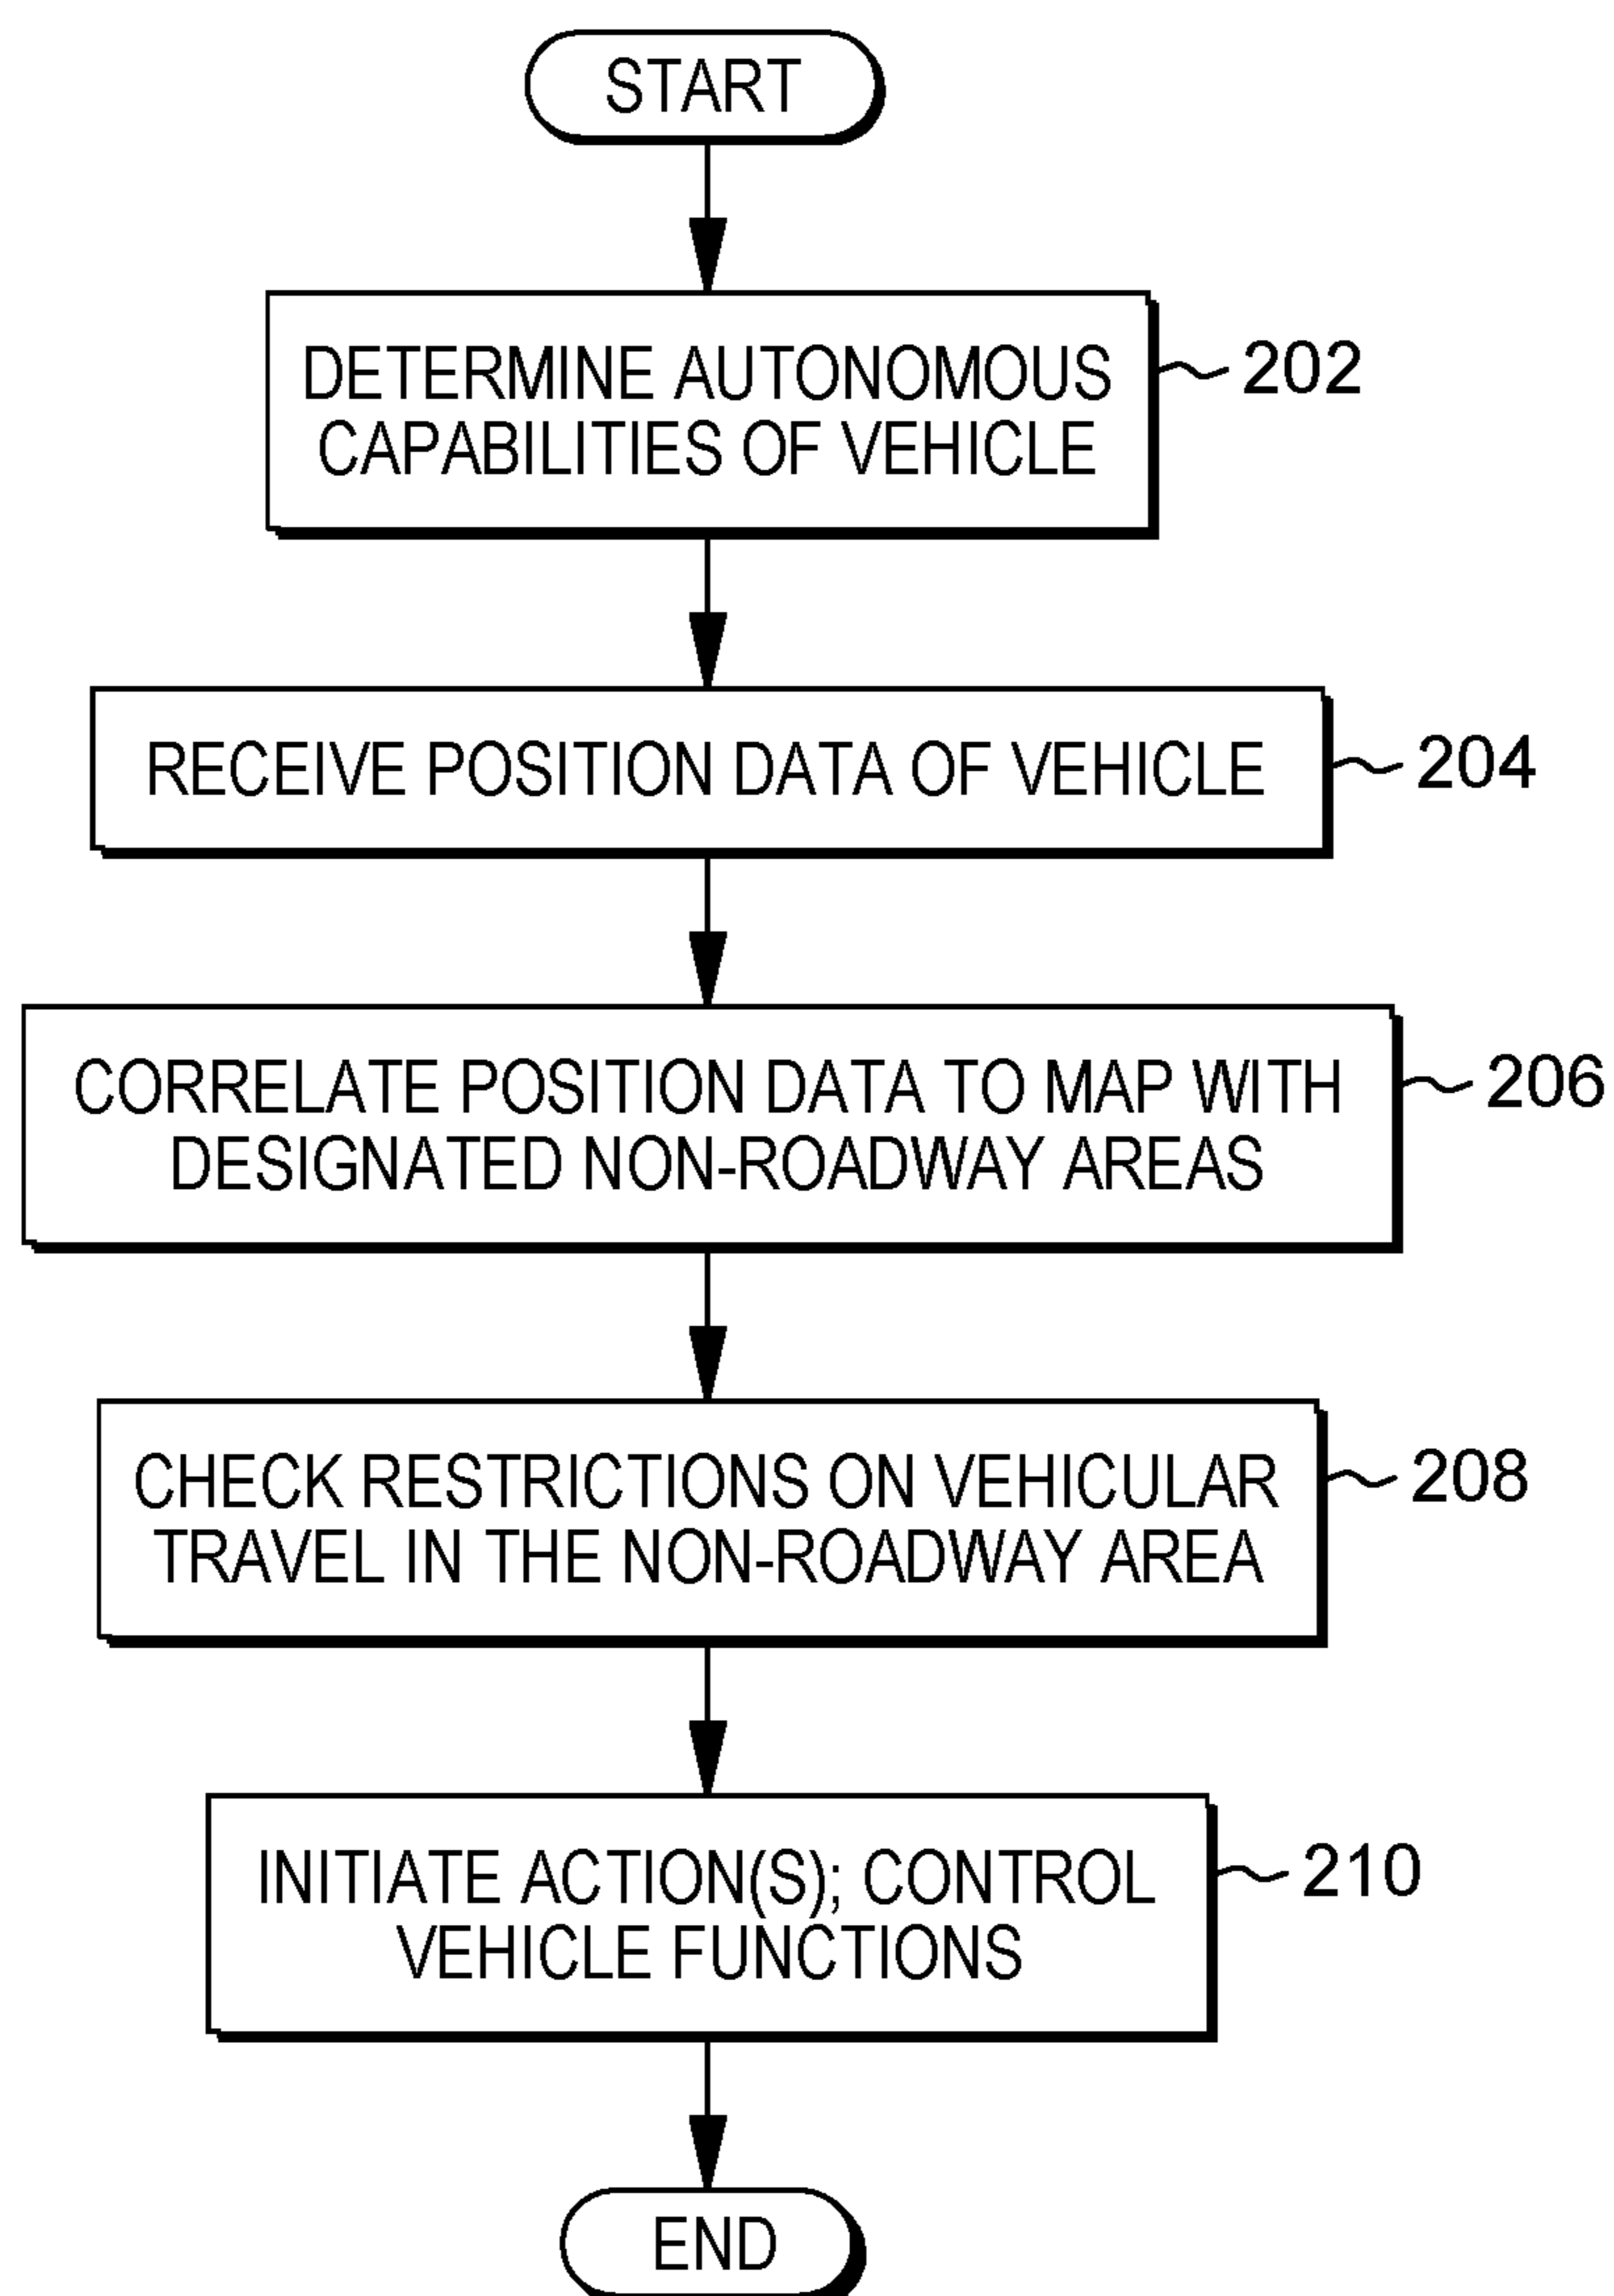 START
DETERMINE AUTONOMOUS
CAPABILITIES OF VEHICLE
202
RECEIVE POSITION DATA OF VEHICLE
204
CORRELATE POSITION DATA TO MAP WITH
DESIGNATED NON-ROADWAY AREAS
206
CHECK RESTRICTIONS ON VEHICULAR
TRAVEL IN THE NON-ROADWAY AREA
208
INITIATE ACTION(S); CONTROL
VEHICLE FUNCTIONS
210
END